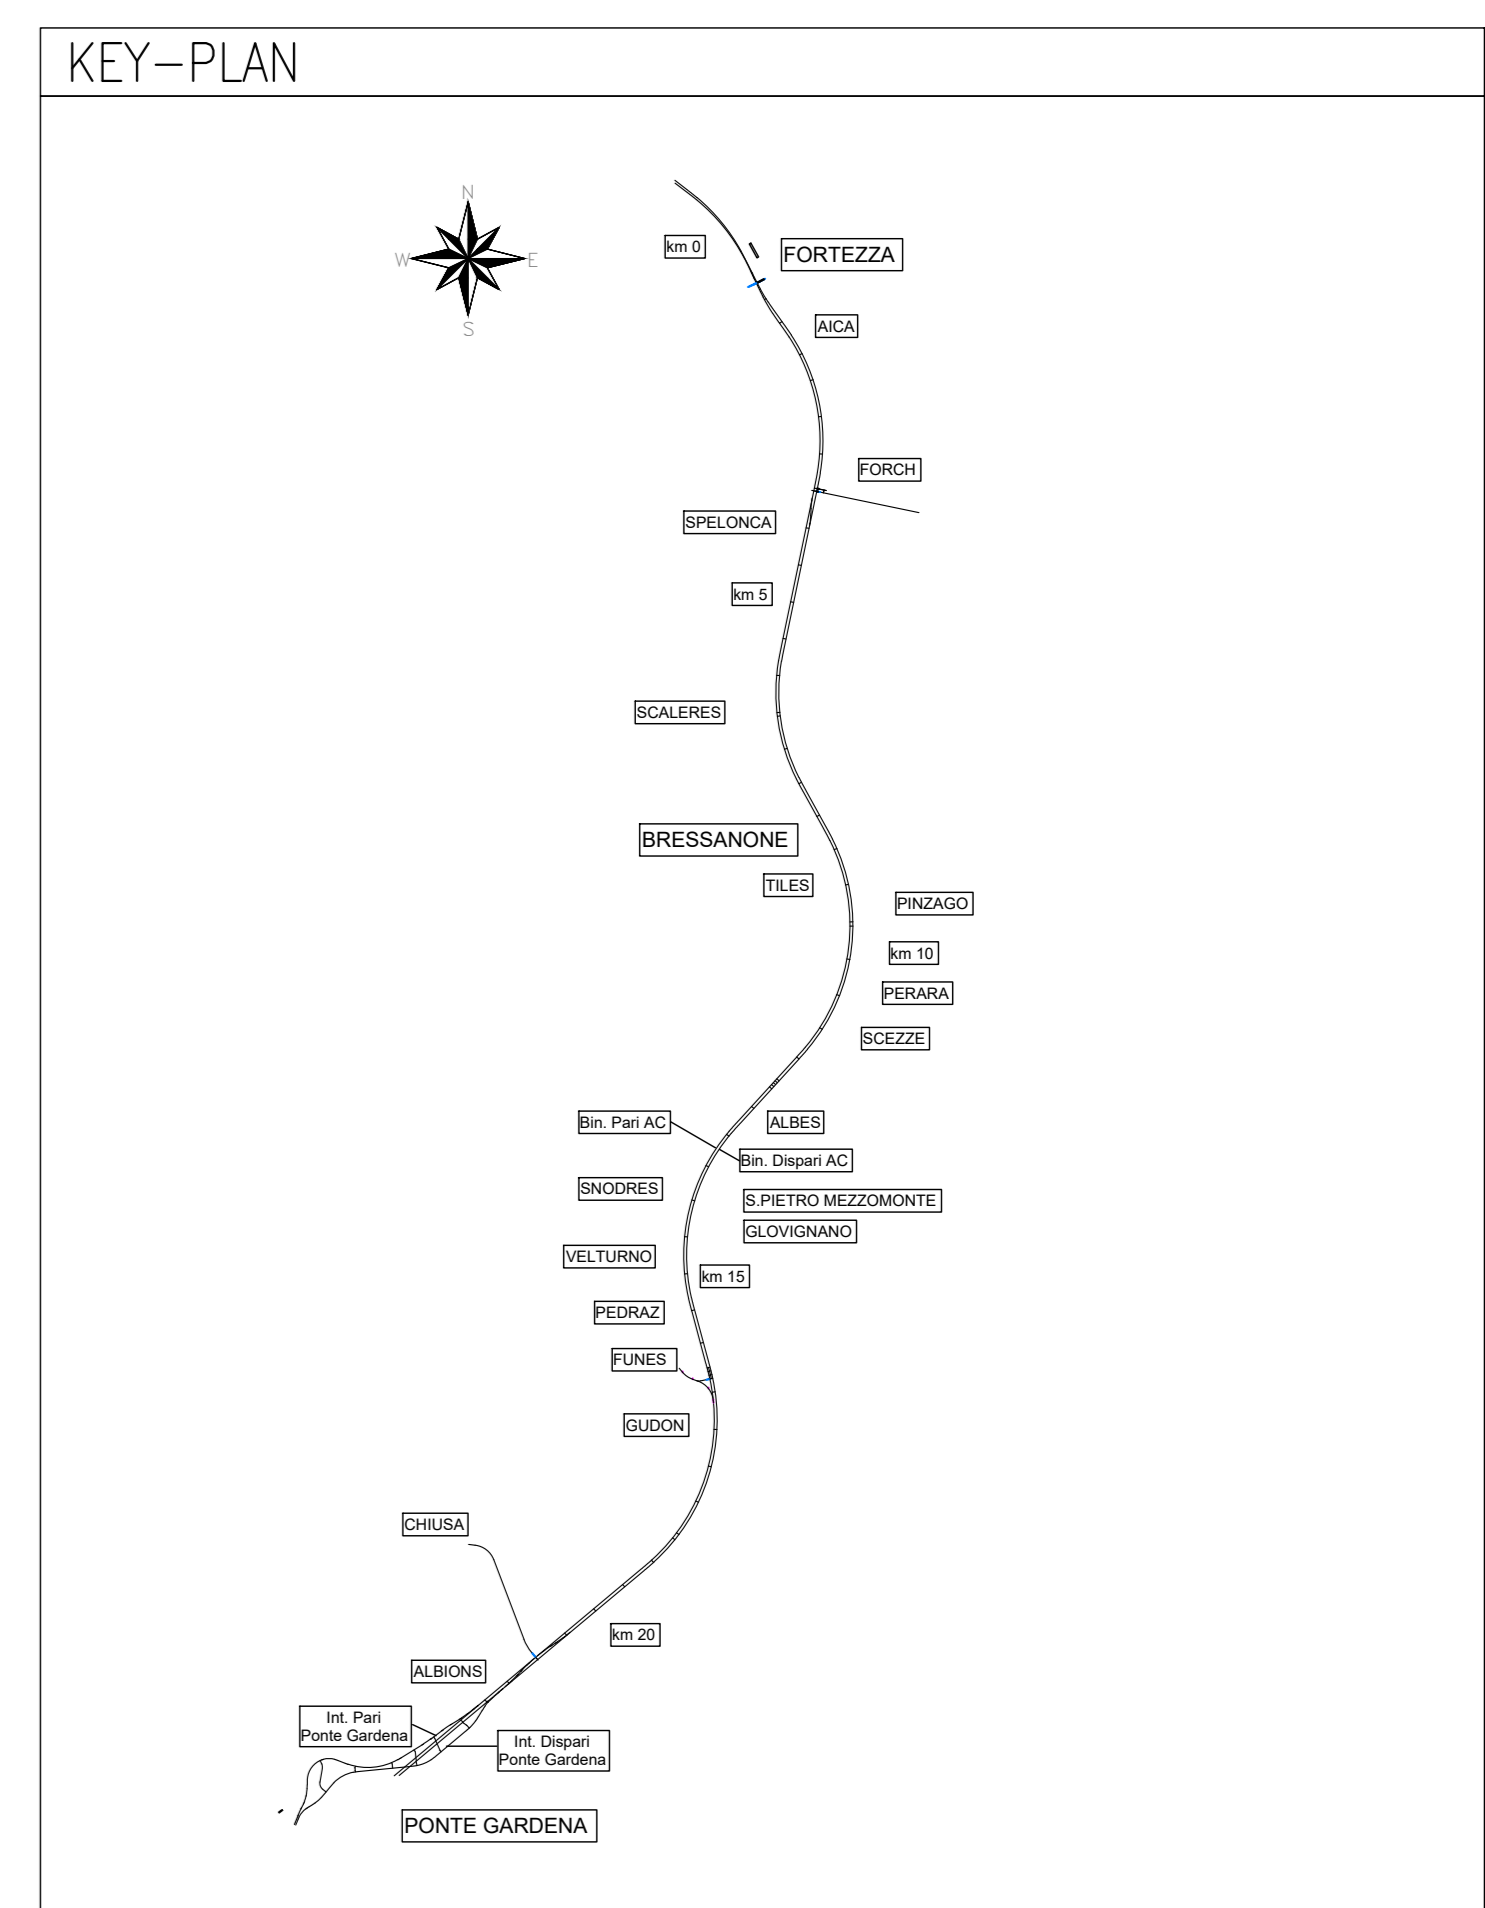 KEY-PLAN
N
W
E
S
km 0
FORTEZZA
AICA
FORCH
SPELONCA
km 5
SCALERES
BRESSANONE
TILES
PINZAGO
km 10
PERARA
SCEZZE
Bin. Pari AC
ALBES
Bin. Dispari AC
SNODRES
S.PIETRO MEZZOMONTE
GLOVIGNANO
VELTURNO
km 15
PEDRAZ
FUNES
GUDON
CHIUSA
km 20
ALBIONS
Int. Pari
Ponte Gardena
Int. Dispari
Ponte Gardena
PONTE GARDENA